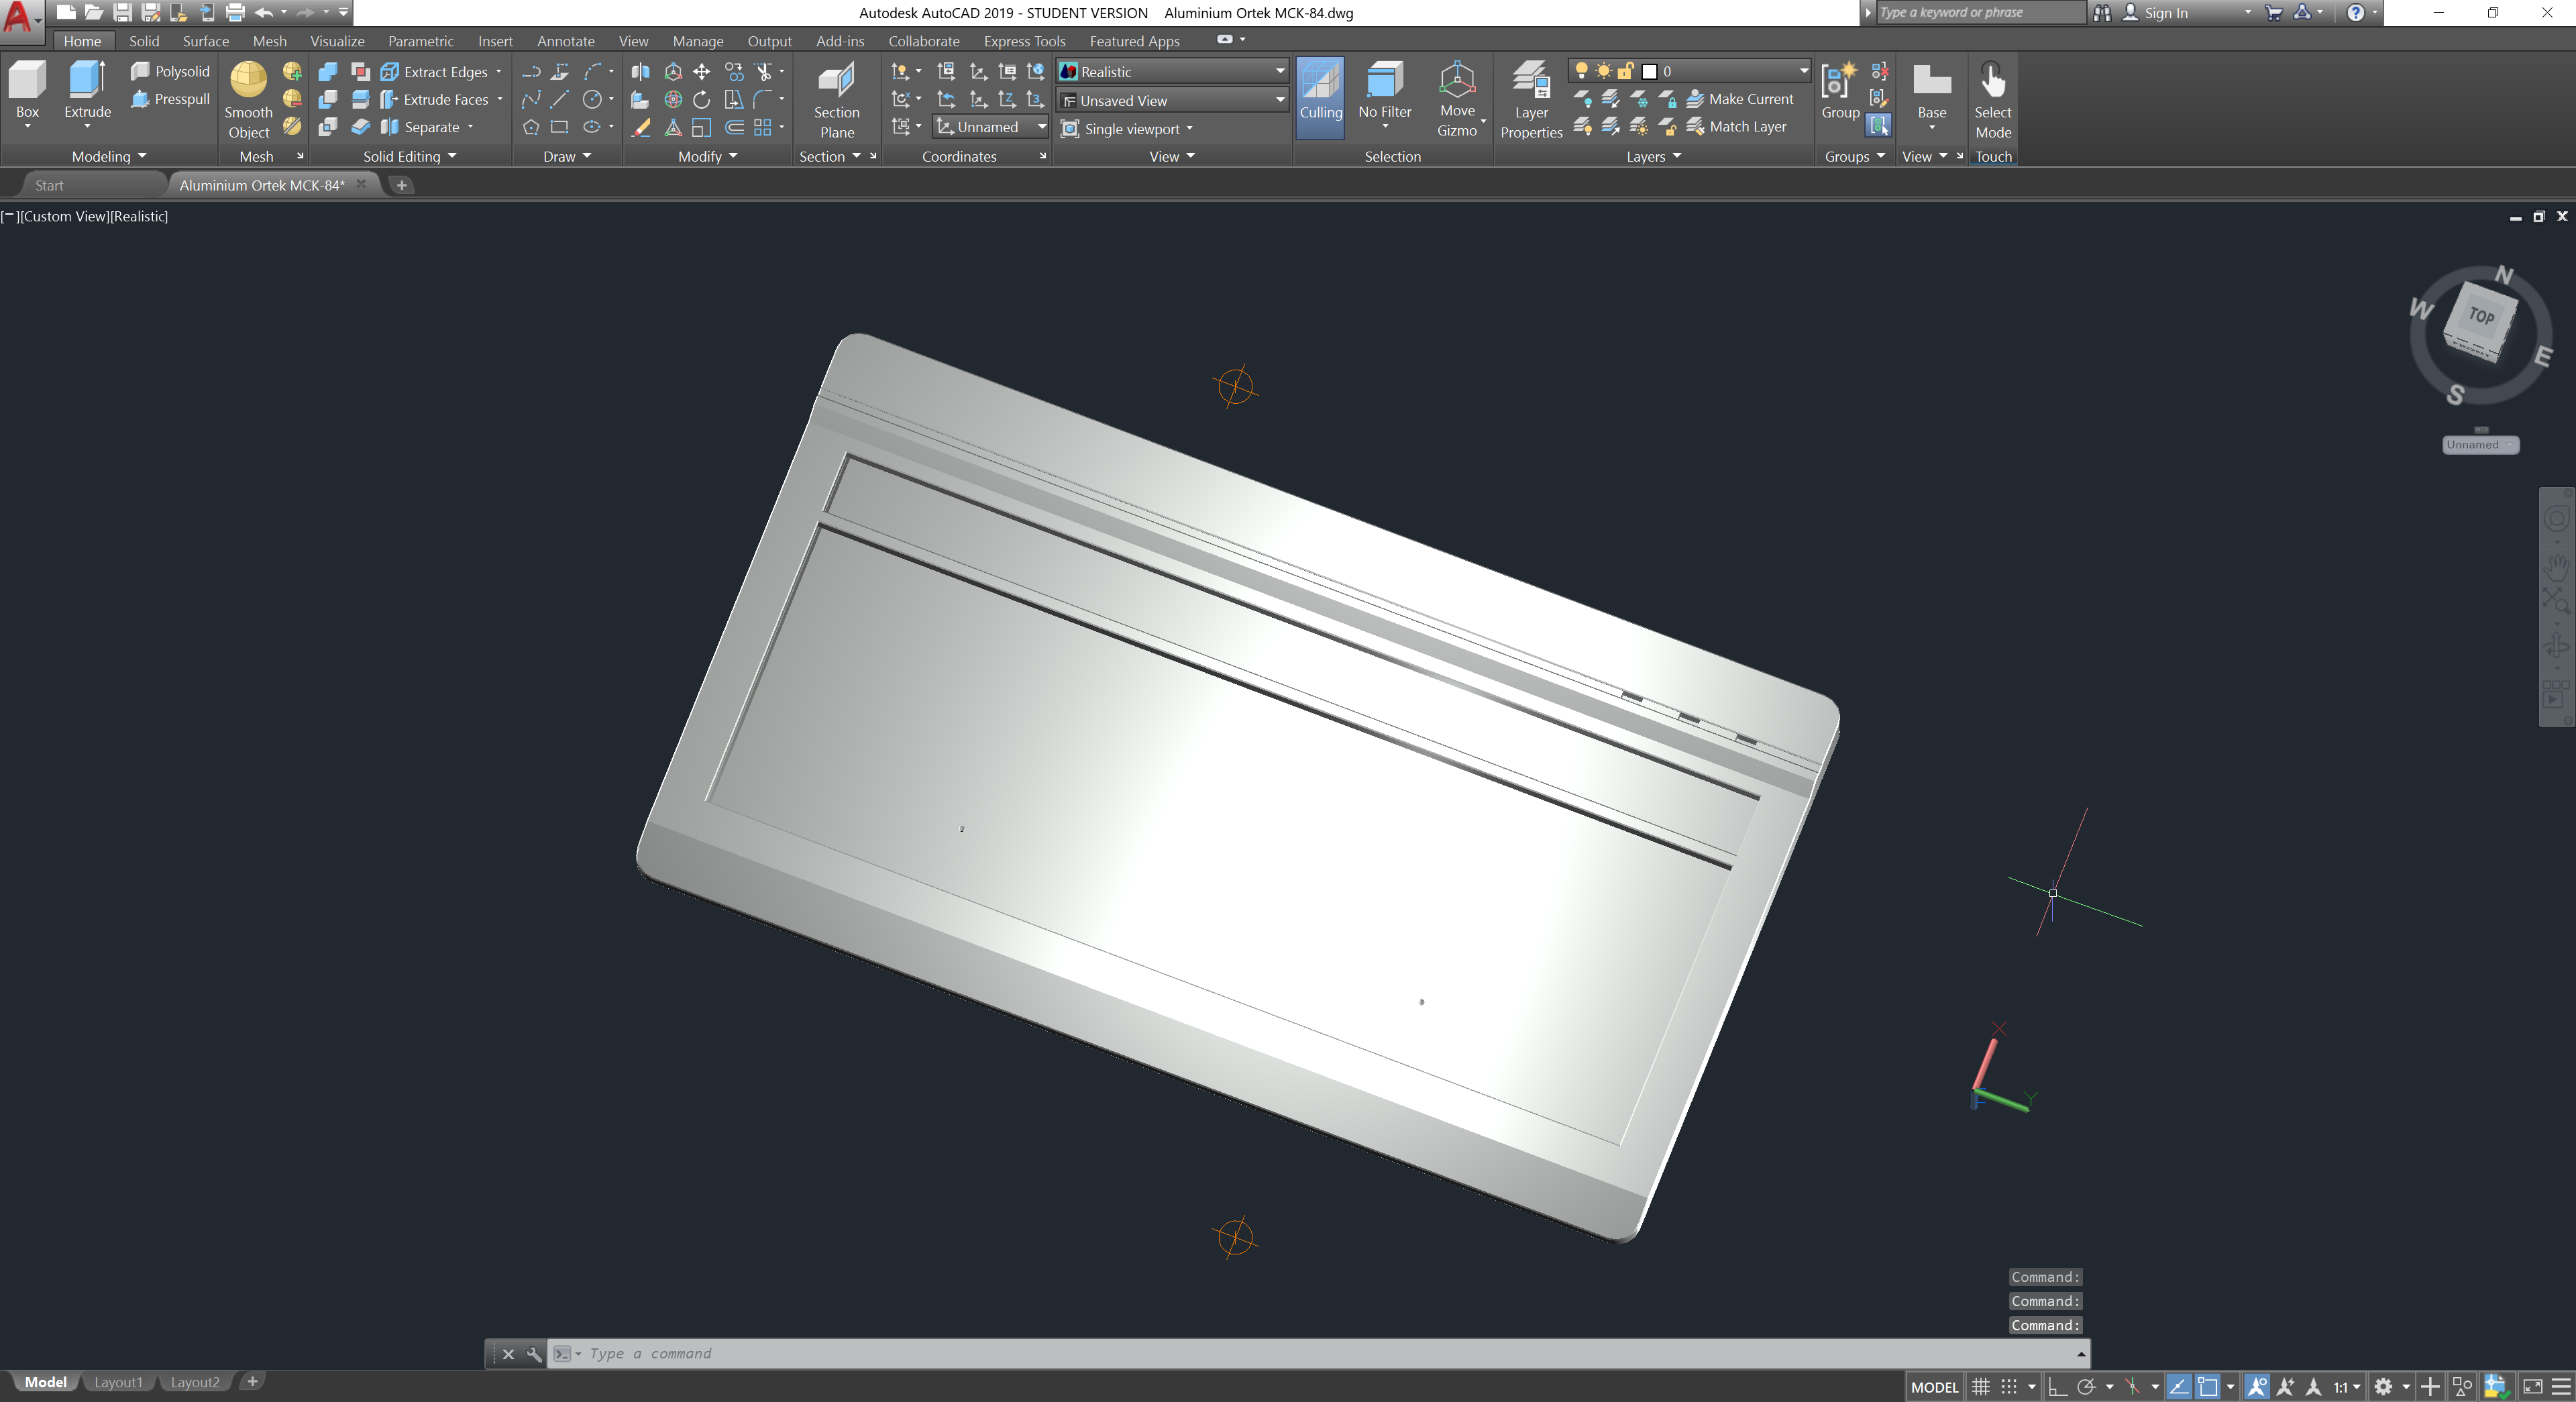 Autodesk AutoCAD 2019 - STUDENT VERSION Aluminium Ortek MCK-84.dwg
Type a keyword or phrase
Sign In
Home Solid Surface Mesh Visualize Parametric Insert Annotate View Manage Output Add-ins Collaborate Express Tools Featured Apps
Box
Extrude
Polysolid
Presspull
Modeling
Smooth
Object
Mesh
Extract Edges
Extrude Faces
Separate
Solid Editing
Draw
Modify
Section
Plane
Section
Unnamed
Coordinates
Realistic
Unsaved View
Single viewport
View
Culling
No Filter
Move
Gizmo
Selection
Layer
Properties
0
Make Current
Match Layer
Layers
Group
Groups
Base
View
Select
Mode
Touch
Start
Aluminium Ortek MCK-84*
[−][Custom View][Realistic]
N
W
TOP
FRONT
E
S
WCS
Unnamed
X
Y
Command:
Command:
Command:
Type a command
Model Layout1 Layout2
MODEL
1:1